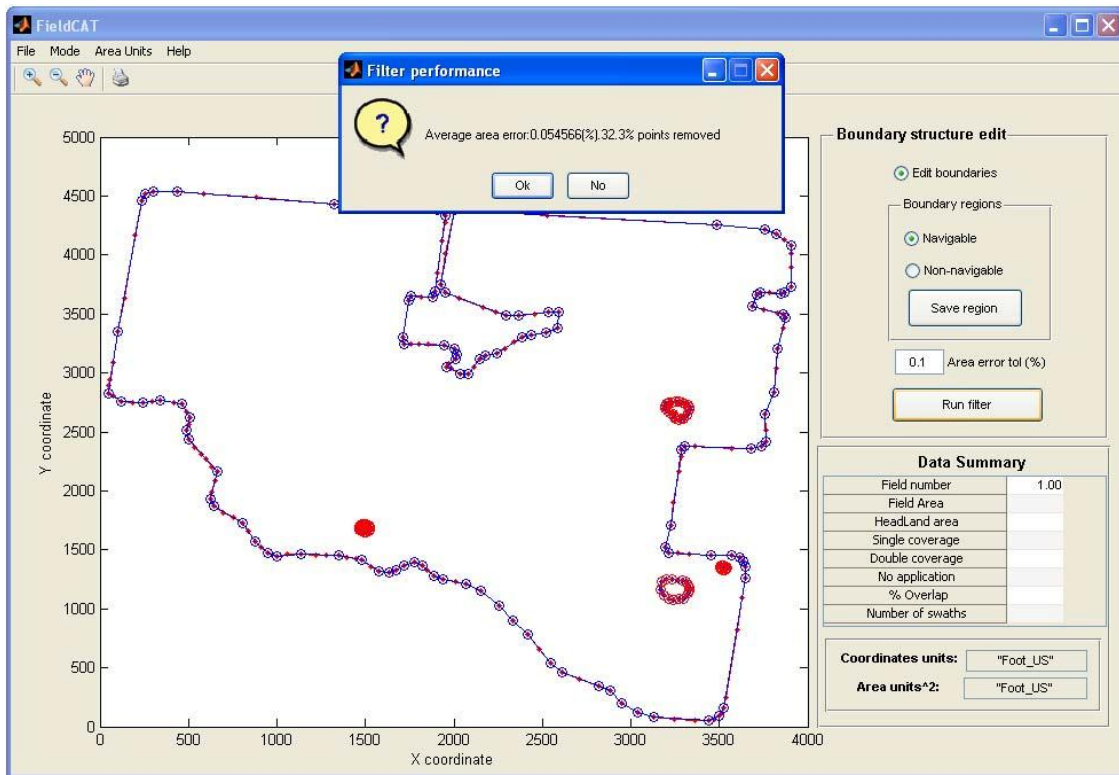 FieldCAT
File Mode Area Units Help
Filter performance
?
Average area error:0.054566(%).32.3% points removed
Ok No
5000
4500
4000
3500
3000
2500
2000
1500
1000
500
0
Y coordinate
0 500 1000 1500 2000 2500 3000 3500 4000
X coordinate
Boundary structure edit
Edit boundaries
Boundary regions
Navigable
Non-navigable
Save region
0.1 Area error tol (%)
Run filter
Data Summary
Field number 1.00
Field Area
HeadLand area
Single coverage
Double coverage
No application
% Overlap
Number of swaths
Coordinates units: "Foot_US"
Area units^2: "Foot_US"